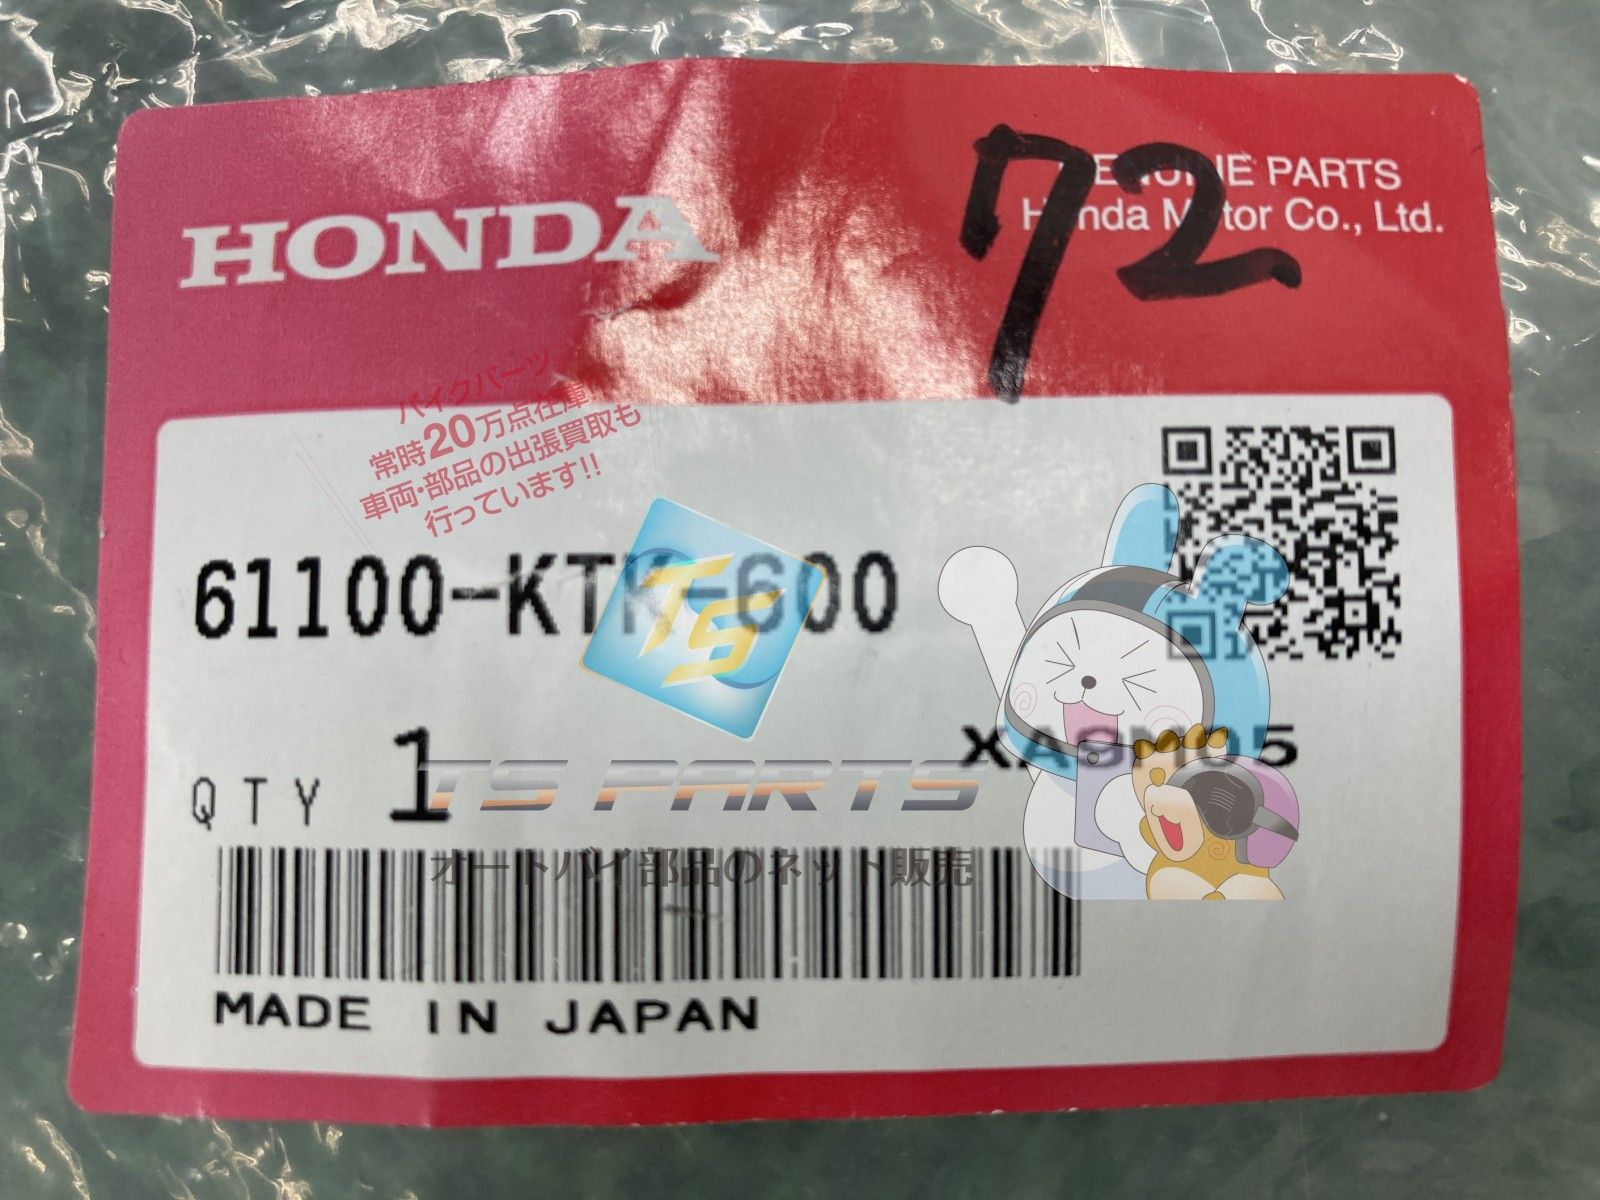 HONDA
72
GENUINE PARTS
Honda Motor Co., Ltd.
バイクパーツ
常時20万点在庫!!
車両・部品の出張買取も
行っています!!
61100-KTK-600
TS
XA9M05
QTY 1
TS PARTS
オートバイ部品のネット販売
MADE IN JAPAN